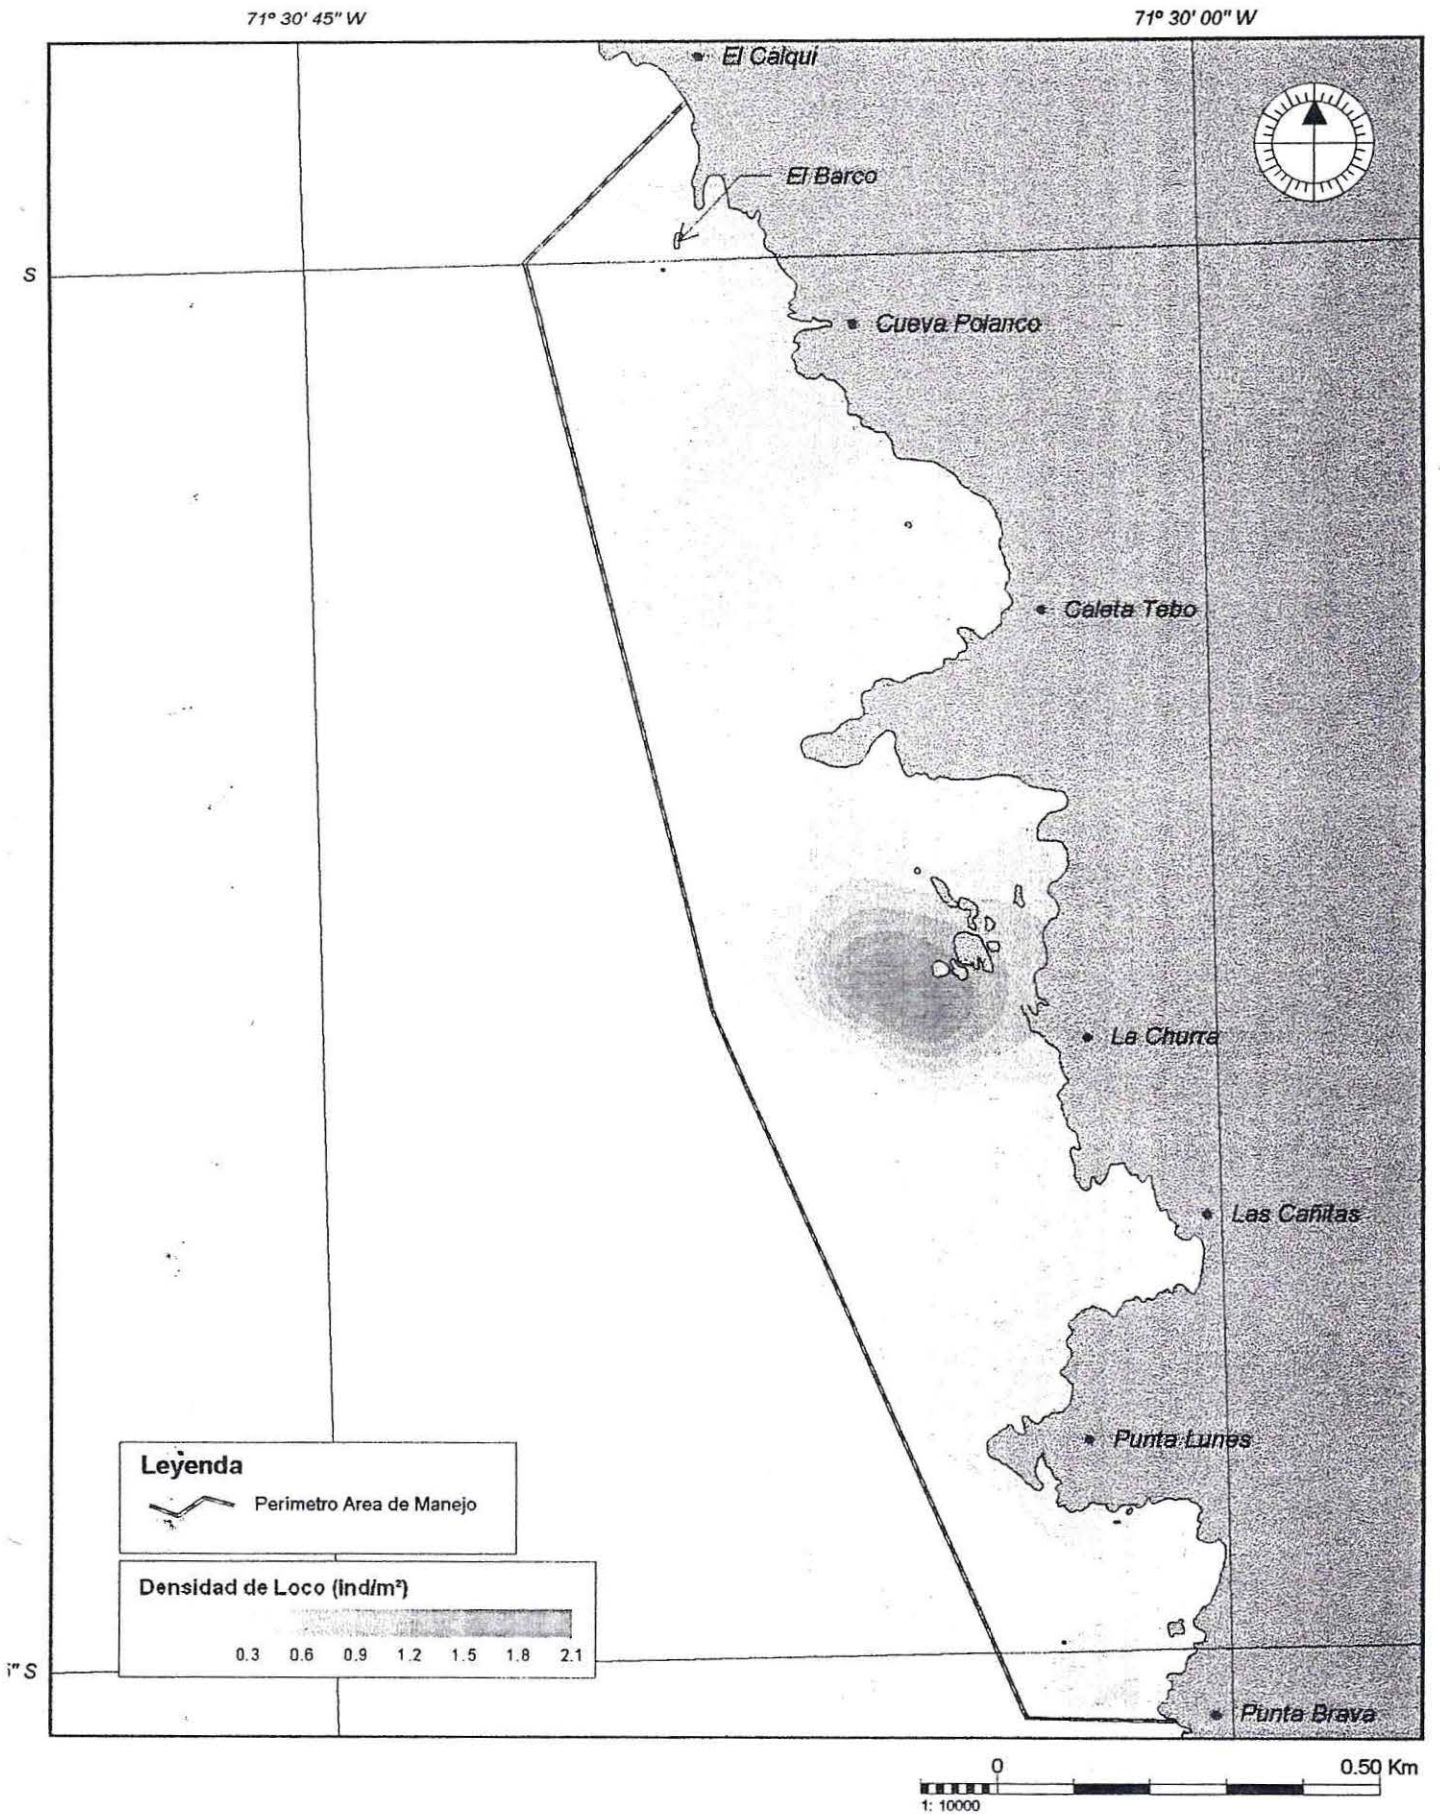 71° 30' 45" W
71° 30' 00" W
El Calqui
El Barco
S
Cueva Polanco
Caleta Tebo
La Churra
Las Cañitas
Punta Lunes
Leyenda
Perimetro Area de Manejo
Densidad de Loco (Ind/m²)
0.3 0.6 0.9 1.2 1.5 1.8 2.1
" S
Punta Brava
0 0.50 Km
1: 10000